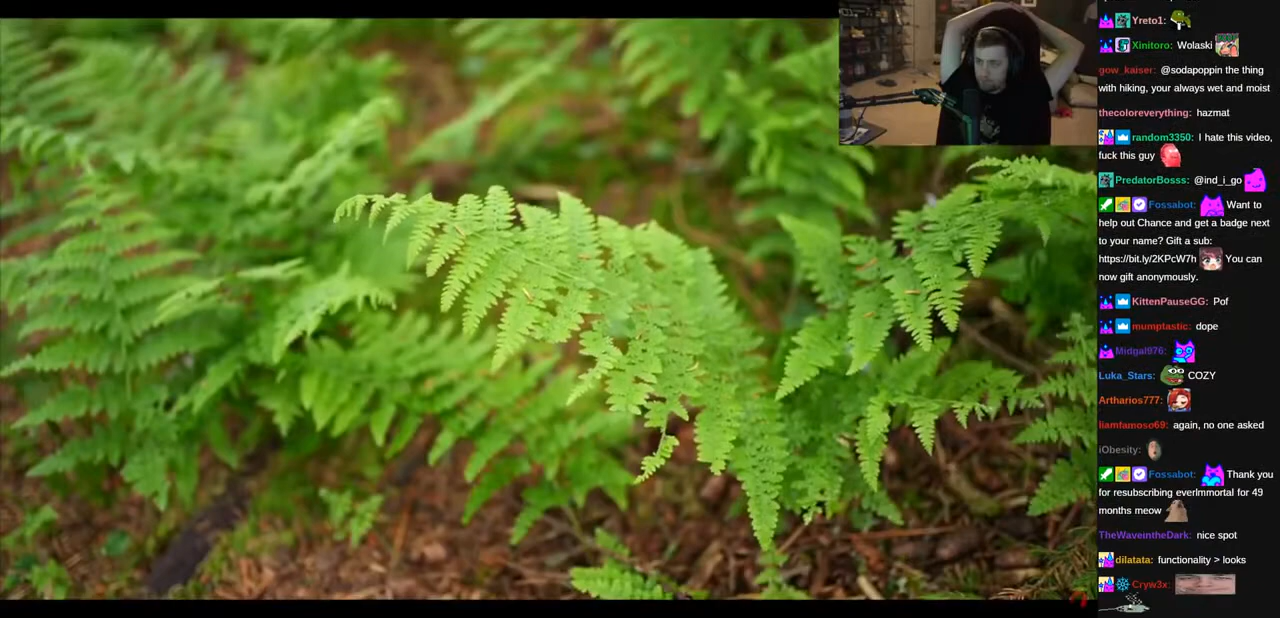 Yreto1:
Xinitoro: Wolaski
gow_kaiser: @sodapoppin the thing
with hiking, your always wet and moist
thecoloreverything: hazmat
random3350: I hate this video,
fuck this guy
PredatorBosss: @ind_i_go
Fossabot: Want to
help out Chance and get a badge next
to your name? Gift a sub:
https://bit.ly/2KPcW7h You can
now gift anonymously.
KittenPauseGG: Pof
mumptastic: dope
Midgal976:
Luka_Stars: COZY
Artharios777:
liamfamoso69: again, no one asked
iObesity:
Fossabot: Thank you
for resubscribing everImmortal for 49
months meow
TheWaveintheDark: nice spot
dilatata: functionality > looks
Cryw3x: